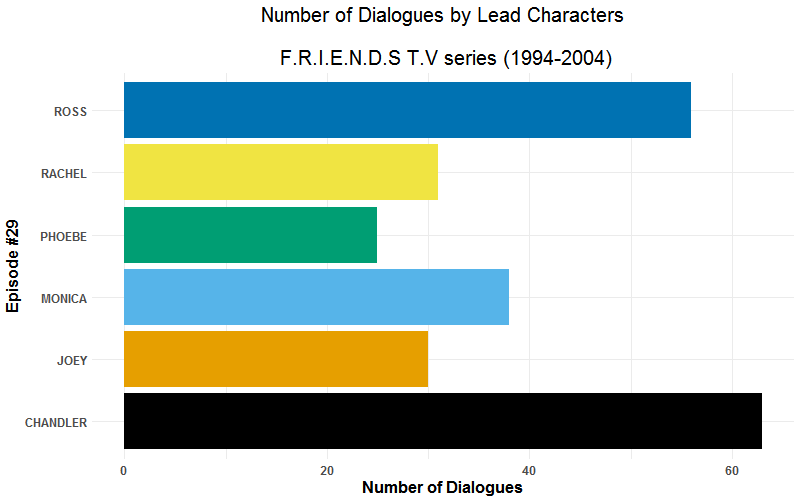 Number of Dialogues by Lead Characters
F.R.I.E.N.D.S T.V series (1994-2004)
Episode #29
ROSS
RACHEL
PHOEBE
MONICA
JOEY
CHANDLER
0 20 40 60
Number of Dialogues